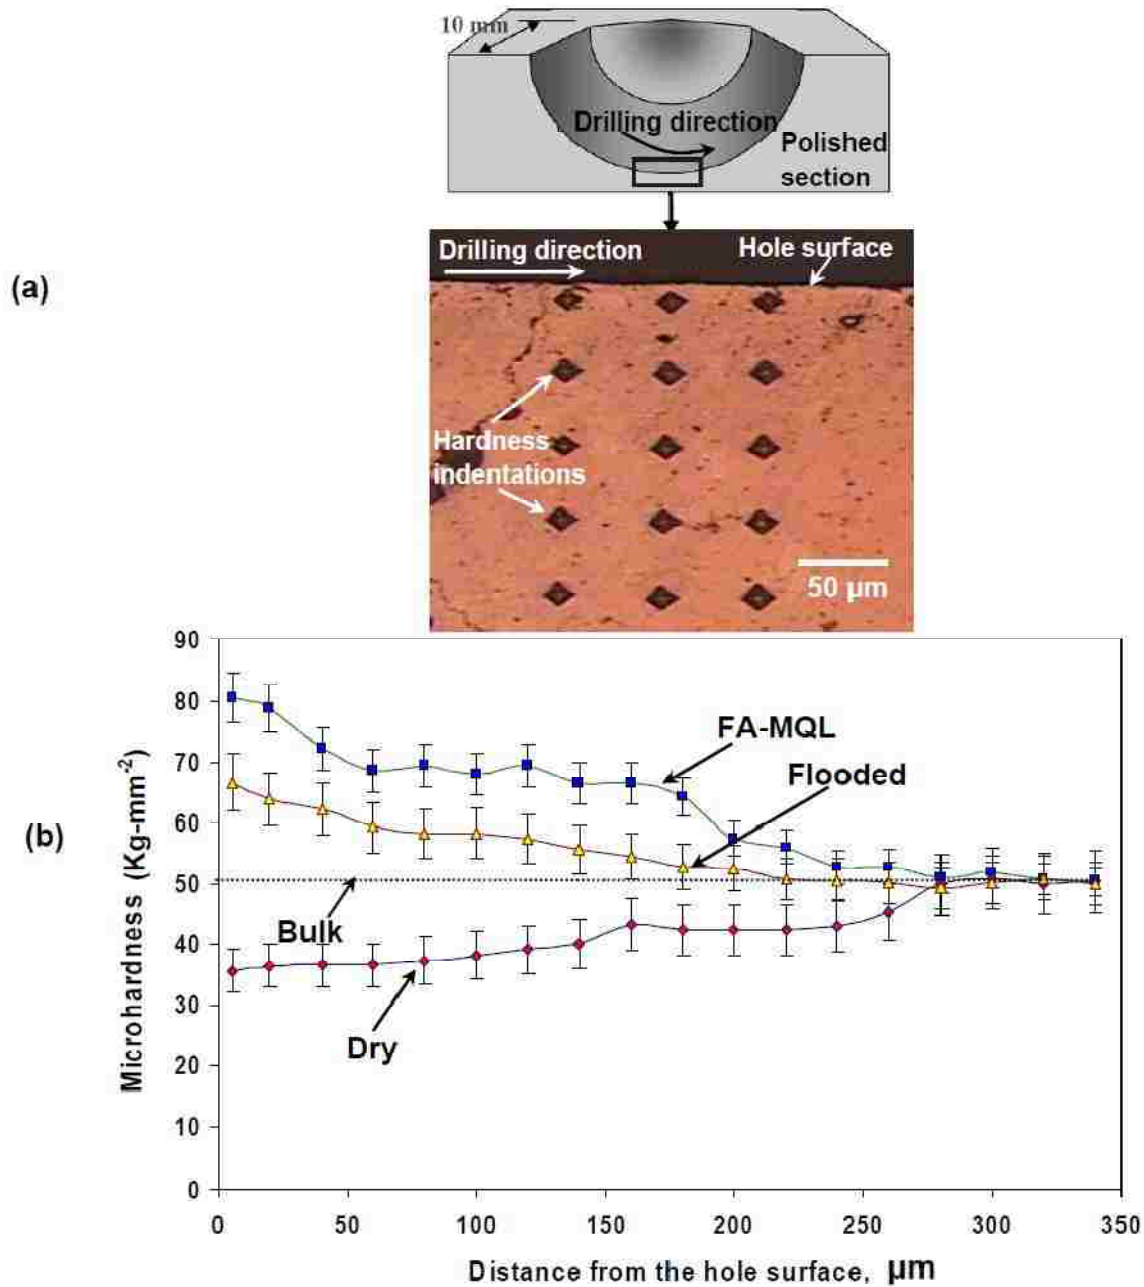 10 mm
Drilling direction
Polished
section
(a)
Drilling direction
Hole surface
Hardness
indentations
50 µm
90
80
70
60
50
40
30
20
10
0
Microhardness (Kg-mm-2)
(b)
FA-MQL
Flooded
Bulk
Dry
0 50 100 150 200 250 300 350
Distance from the hole surface, µm